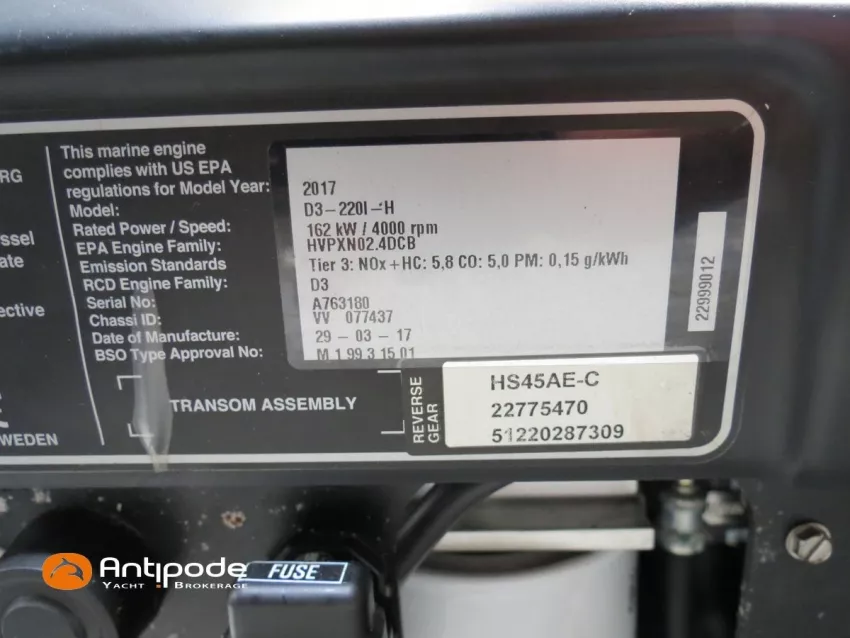 RG
ssel
ate
ective
WEDEN
This marine engine
complies with US EPA
regulations for Model Year: 2017
Model: D3-220I-H
Rated Power / Speed: 162 kW / 4000 rpm
EPA Engine Family: HVPXN02.4DCB
Emission Standards Tier 3: NOx+HC: 5,8 CO: 5,0 PM: 0,15 g/kWh
RCD Engine Family: D3
Serial No: A763180
Chassi ID: VV 077437
Date of Manufacture: 29 - 03 - 17
BSO Type Approval No: M 1.99.3 15 01
22999012
TRANSOM ASSEMBLY
REVERSE
GEAR
HS45AE-C
22775470
51220287309
FUSE
Antipode
YACHT BROKERAGE